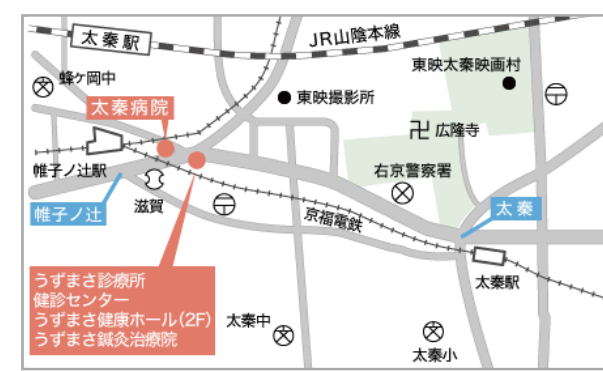 太秦駅
JR山陰本線
蜂ケ岡中
東映太秦映画村
太秦病院
東映撮影所
広隆寺
帷子ノ辻駅
右京警察署
帷子ノ辻
滋賀
京福電鉄
太秦
太秦駅
うずまさ診療所
健診センター
うずまさ健康ホール(2F)
うずまさ鍼灸治療院
太秦中
太秦小